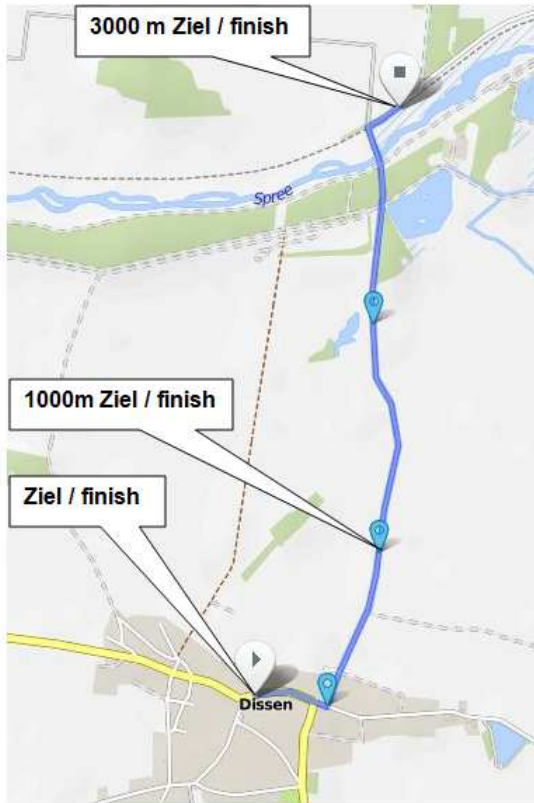 3000 m Ziel / finish
Spree
1000m Ziel / finish
Ziel / finish
Dissen